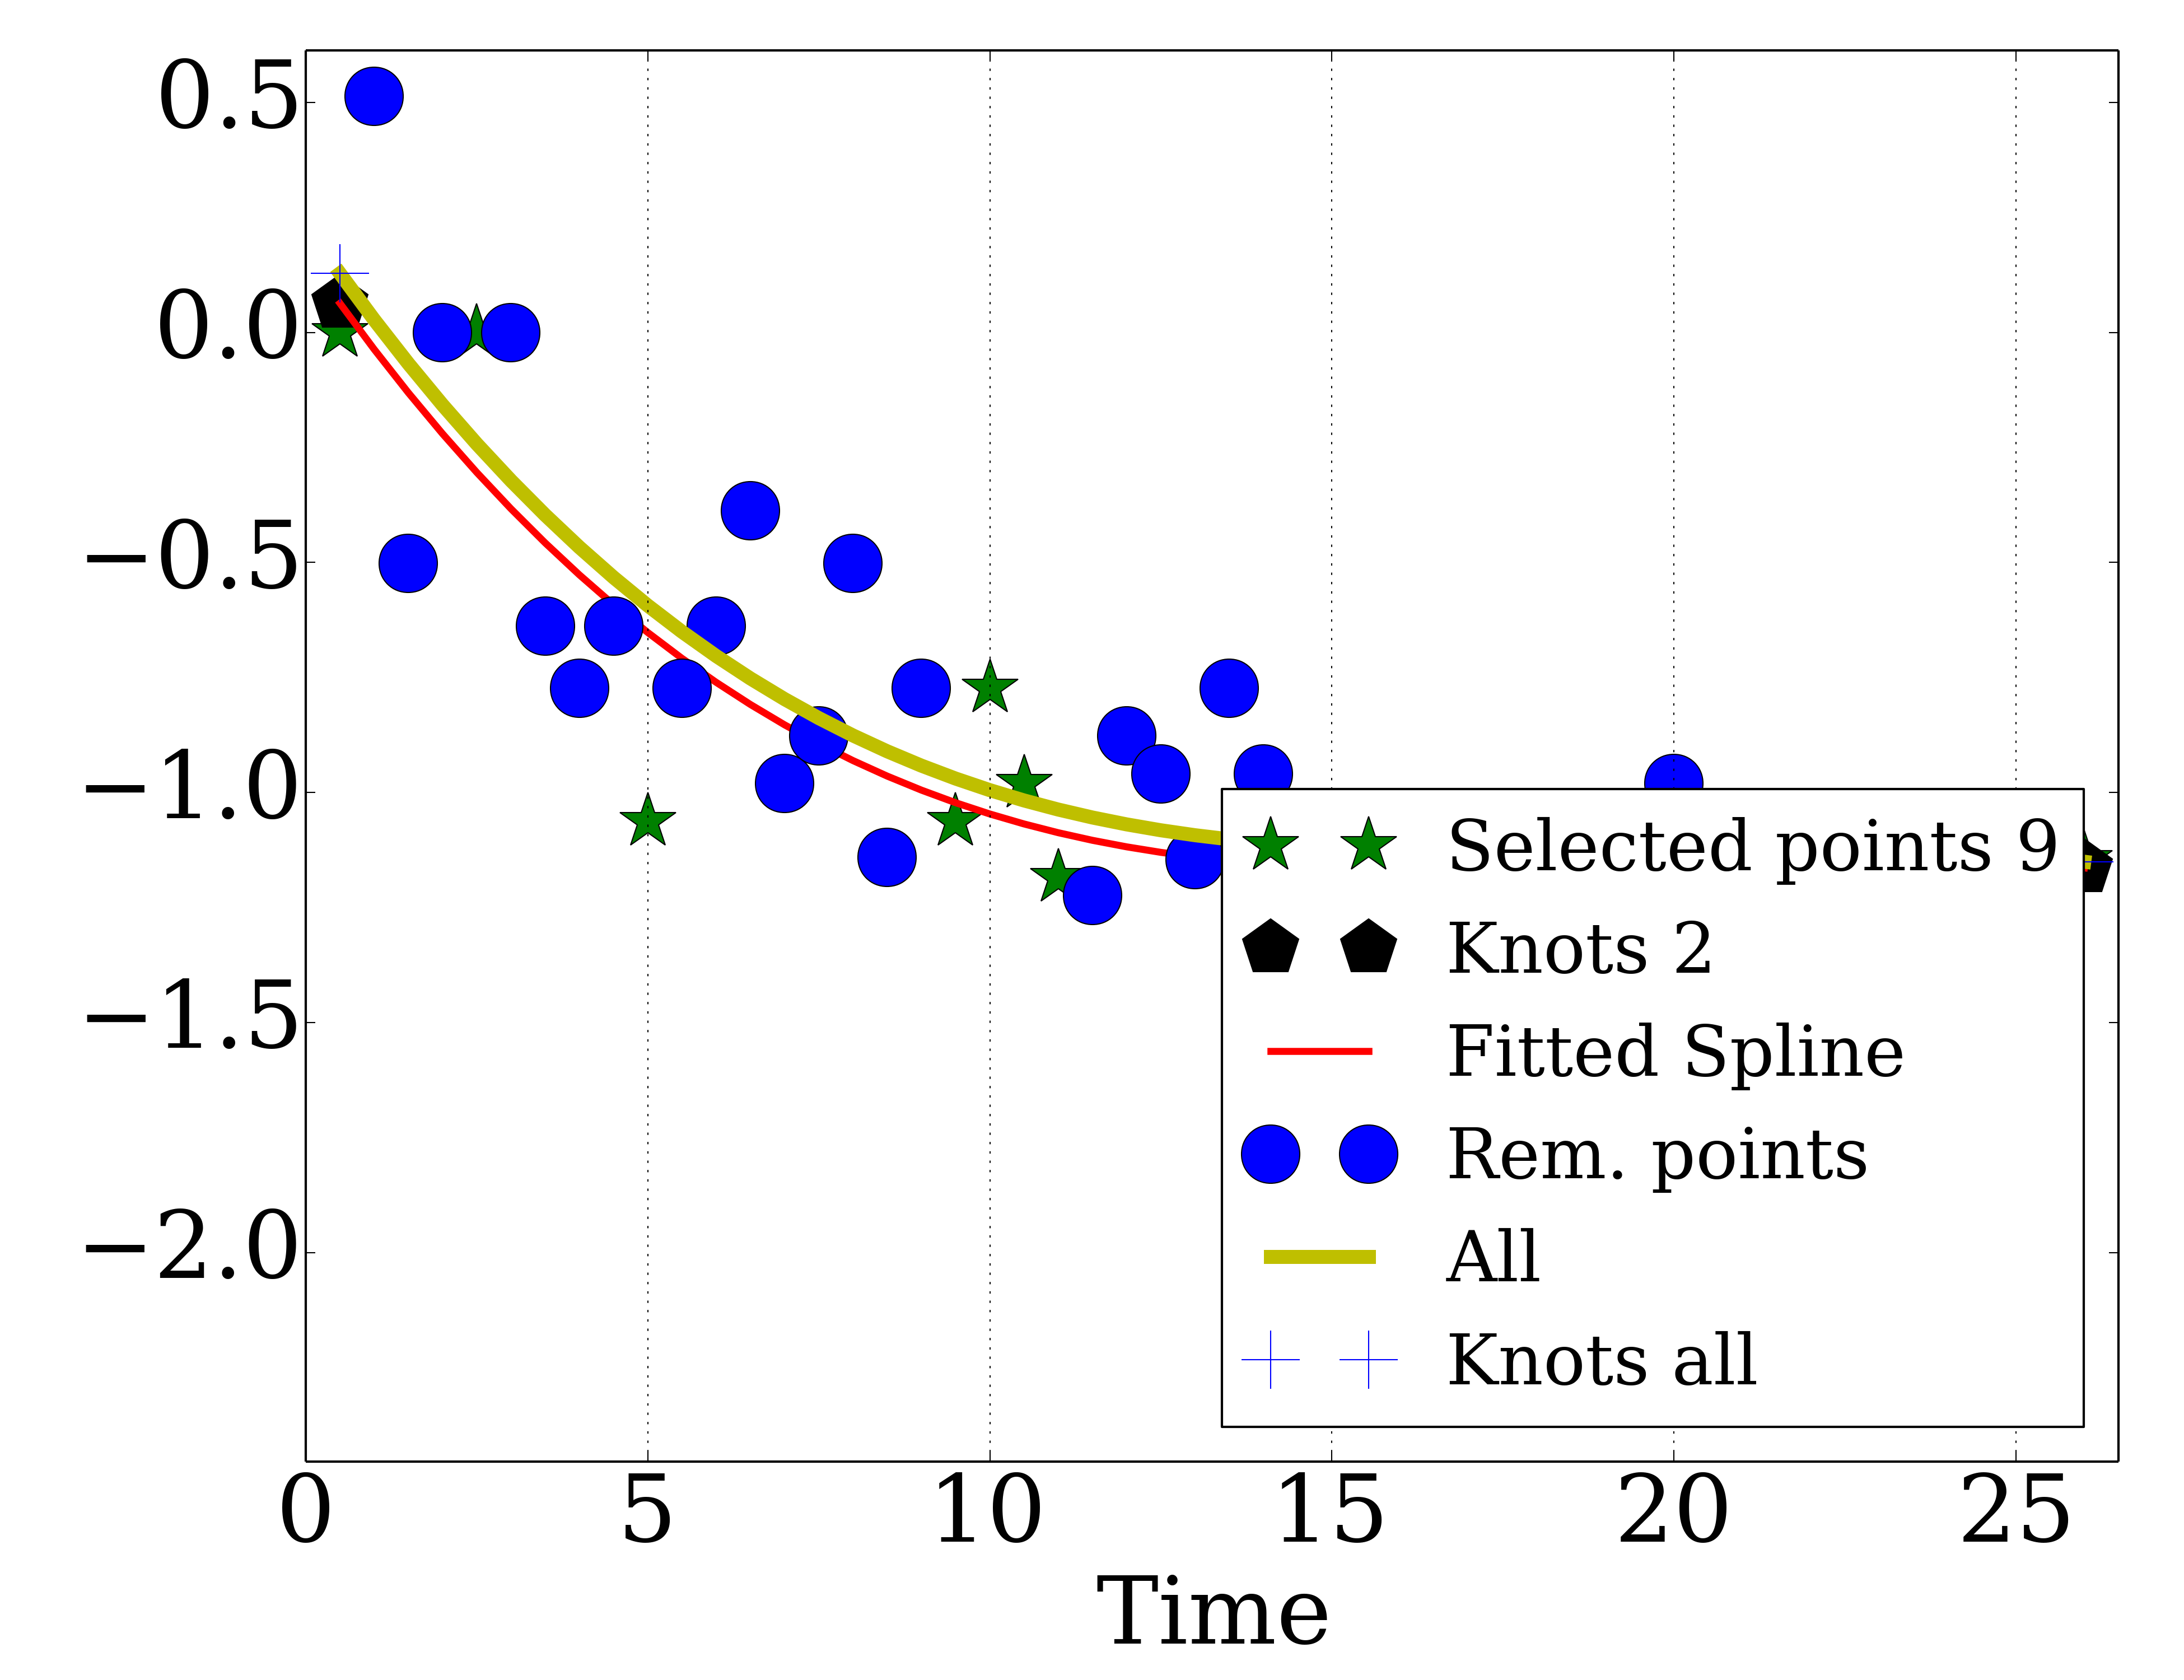 0.5
0.0
−0.5
−1.0
−1.5
−2.0
Selected points 9
Knots 2
Fitted Spline
Rem. points
All
Knots all
0 5 10 15 20 25
Time